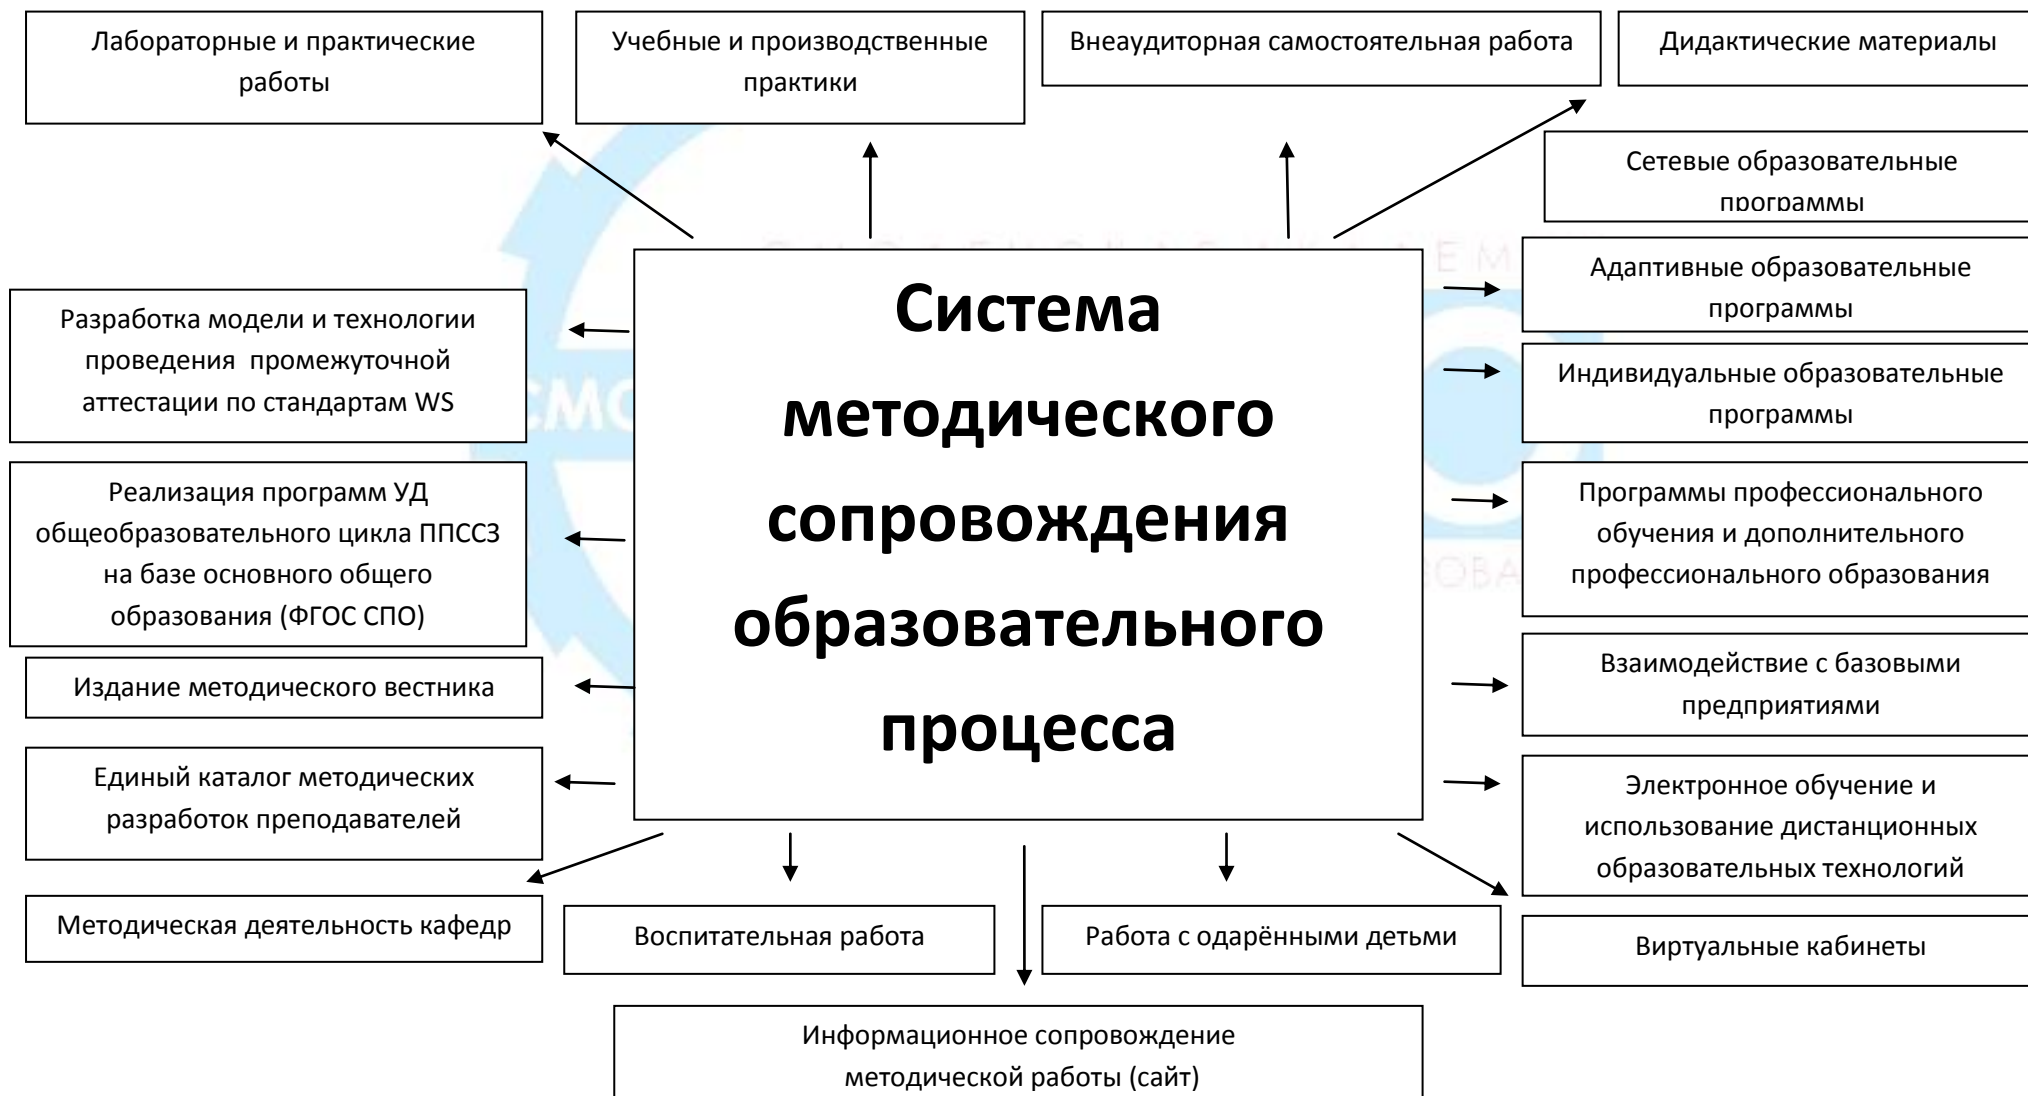 Лабораторные и практические
работы
Учебные и производственные
практики
Внеаудиторная самостоятельная работа
Дидактические материалы
Сетевые образовательные
программы
Адаптивные образовательные
программы
Индивидуальные образовательные
программы
Программы профессионального
обучения и дополнительного
профессионального образования
Взаимодействие с базовыми
предприятиями
Электронное обучение и
использование дистанционных
образовательных технологий
Виртуальные кабинеты
Система
методического
сопровождения
образовательного
процесса
Разработка модели и технологии
проведения промежуточной
аттестации по стандартам WS
Реализация программ УД
общеобразовательного цикла ППССЗ
на базе основного общего
образования (ФГОС СПО)
Издание методического вестника
Единый каталог методических
разработок преподавателей
Методическая деятельность кафедр
Воспитательная работа
Работа с одарёнными детьми
Информационное сопровождение
методической работы (сайт)